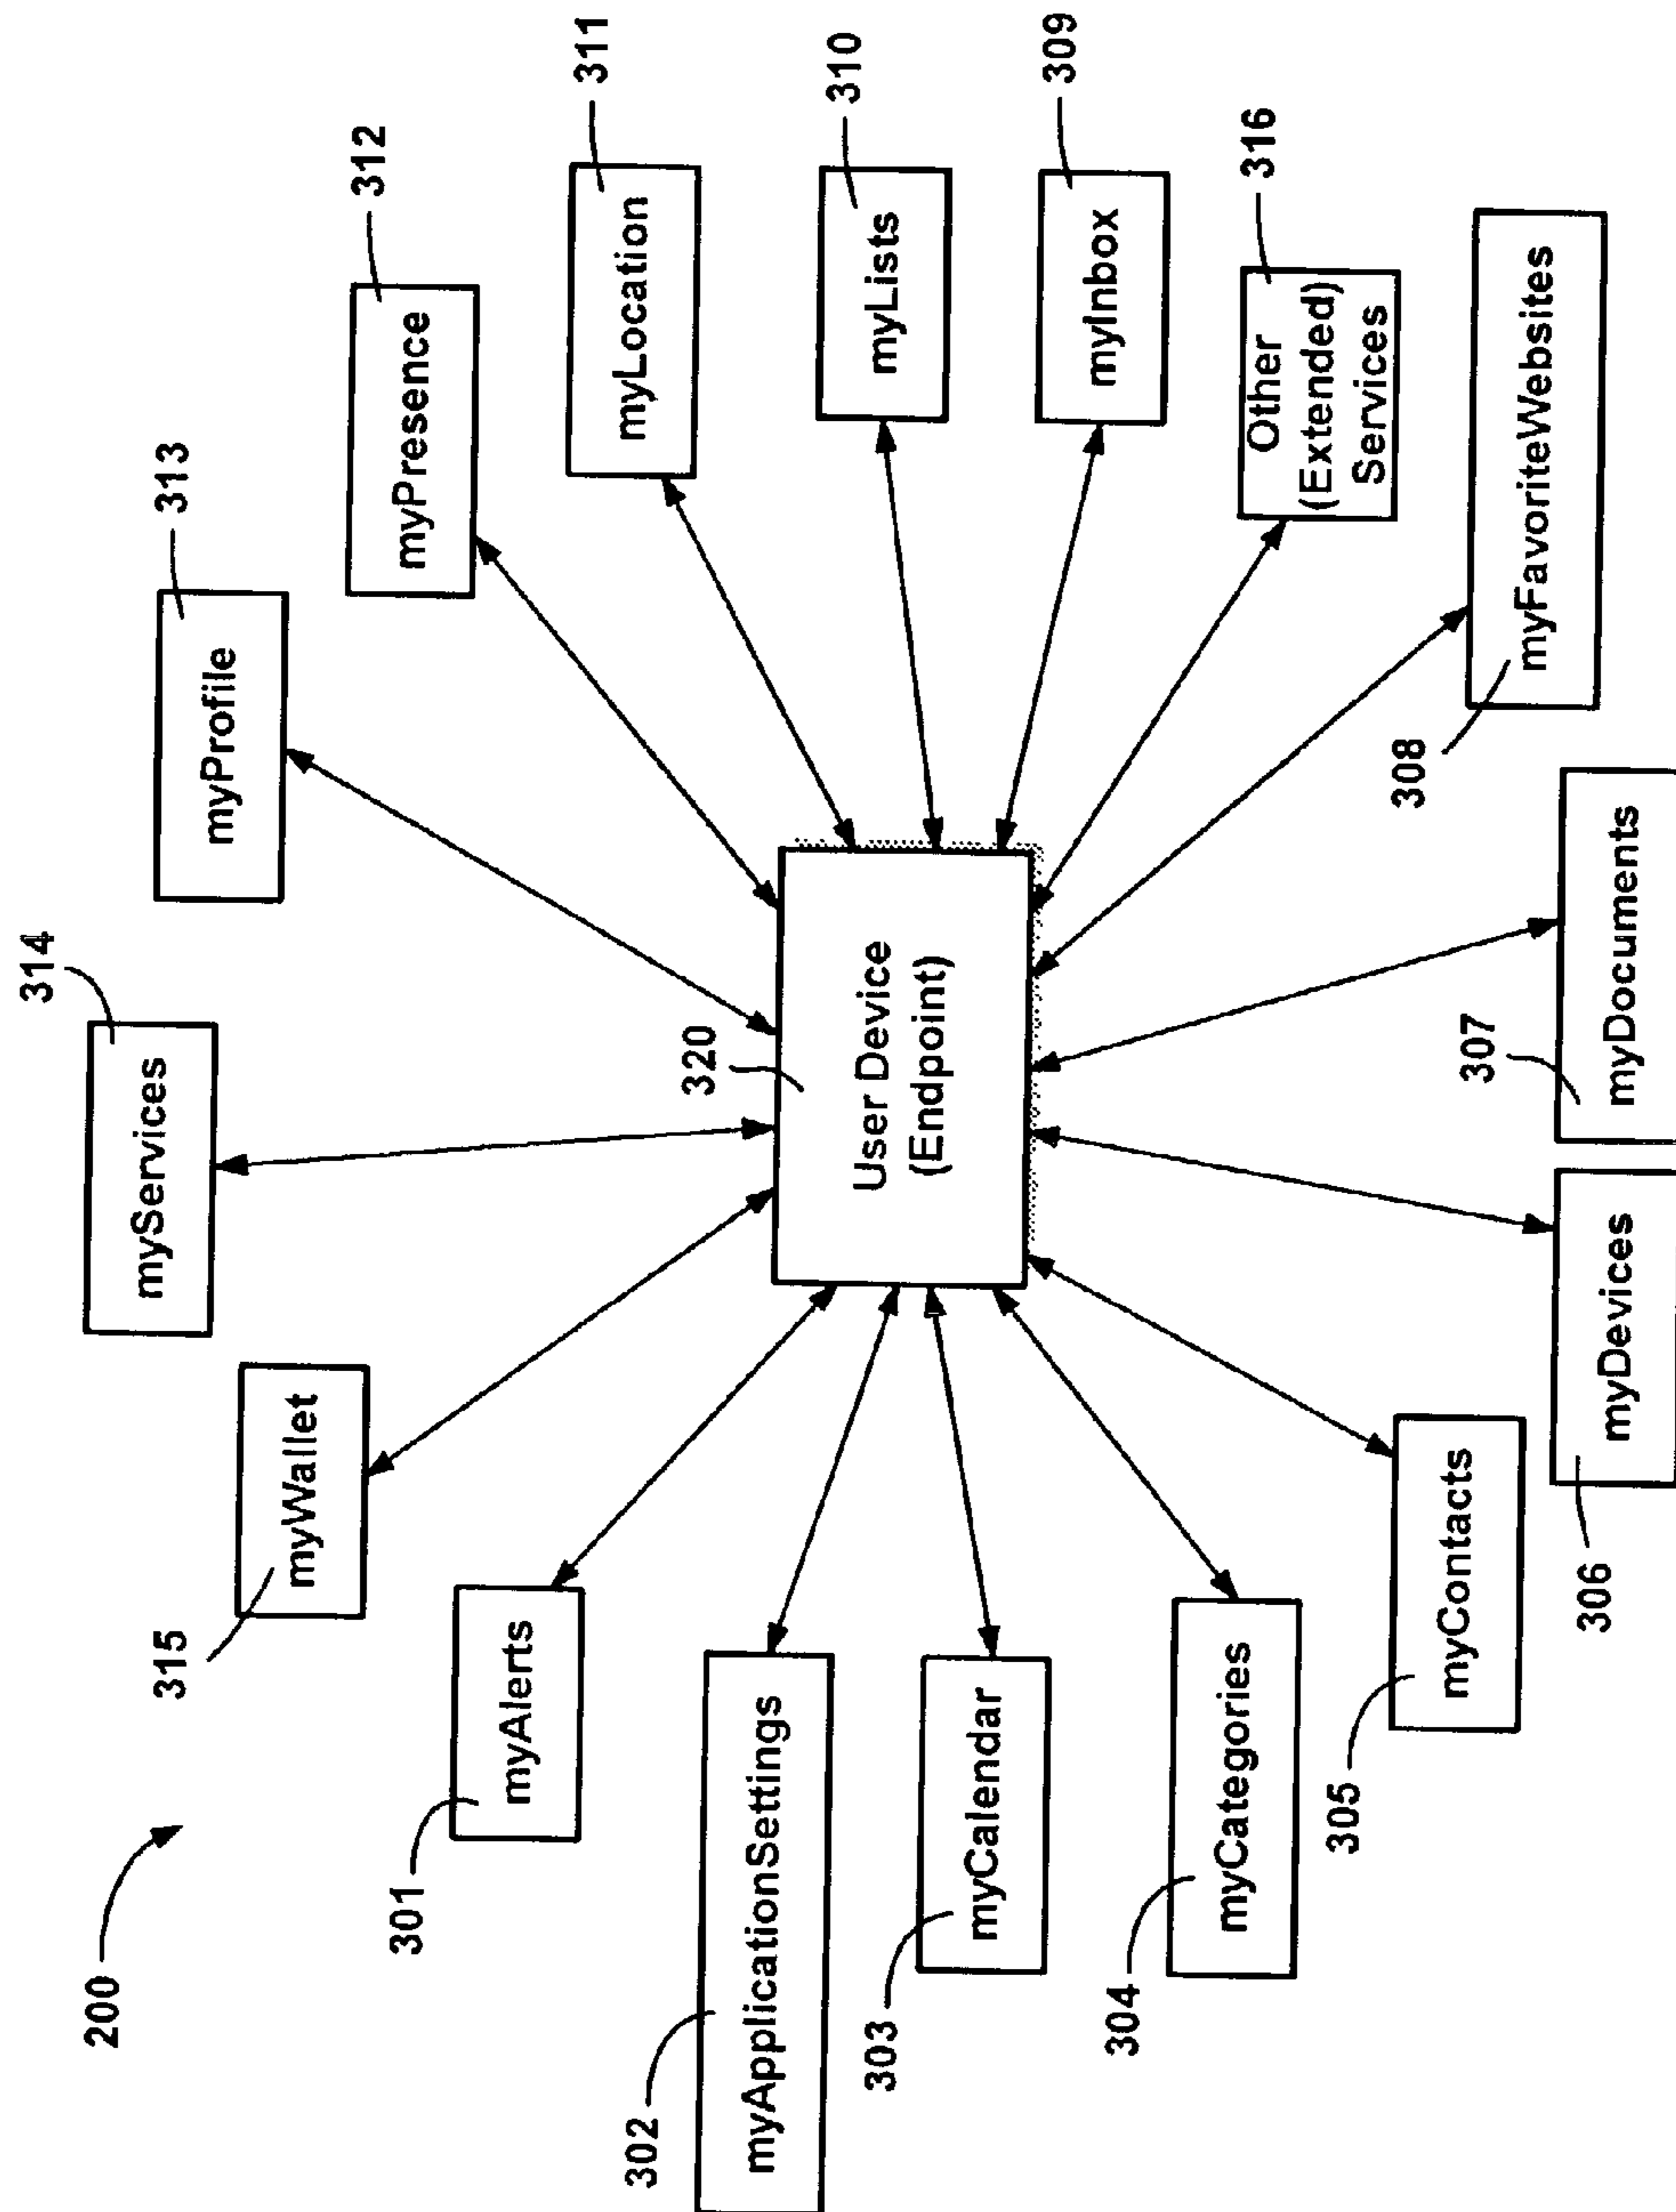 200
314
myServices
313
myProfile
315
myWallet
312
myPresence
301
myAlerts
311
myLocation
302
myApplicationSettings
320
User Device
(Endpoint)
310
myLists
303
myCalendar
309
myInbox
304
myCategories
316
Other
(Extended)
Services
305
myContacts
308
myFavoriteWebsites
306
myDevices
307
myDocuments